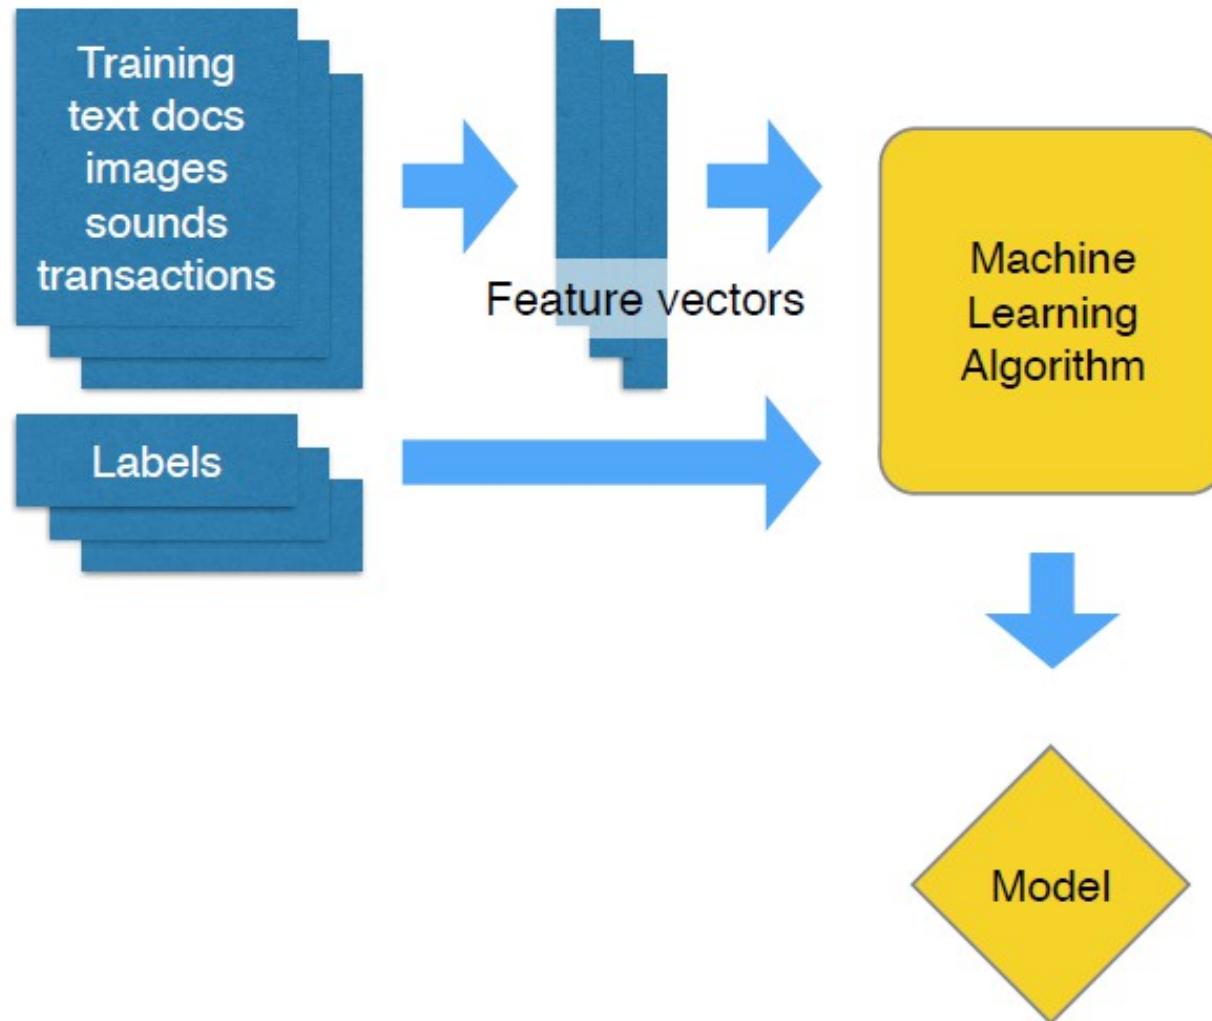 Training
text docs
images
sounds
transactions
Feature vectors
Machine
Learning
Algorithm
Labels
Model